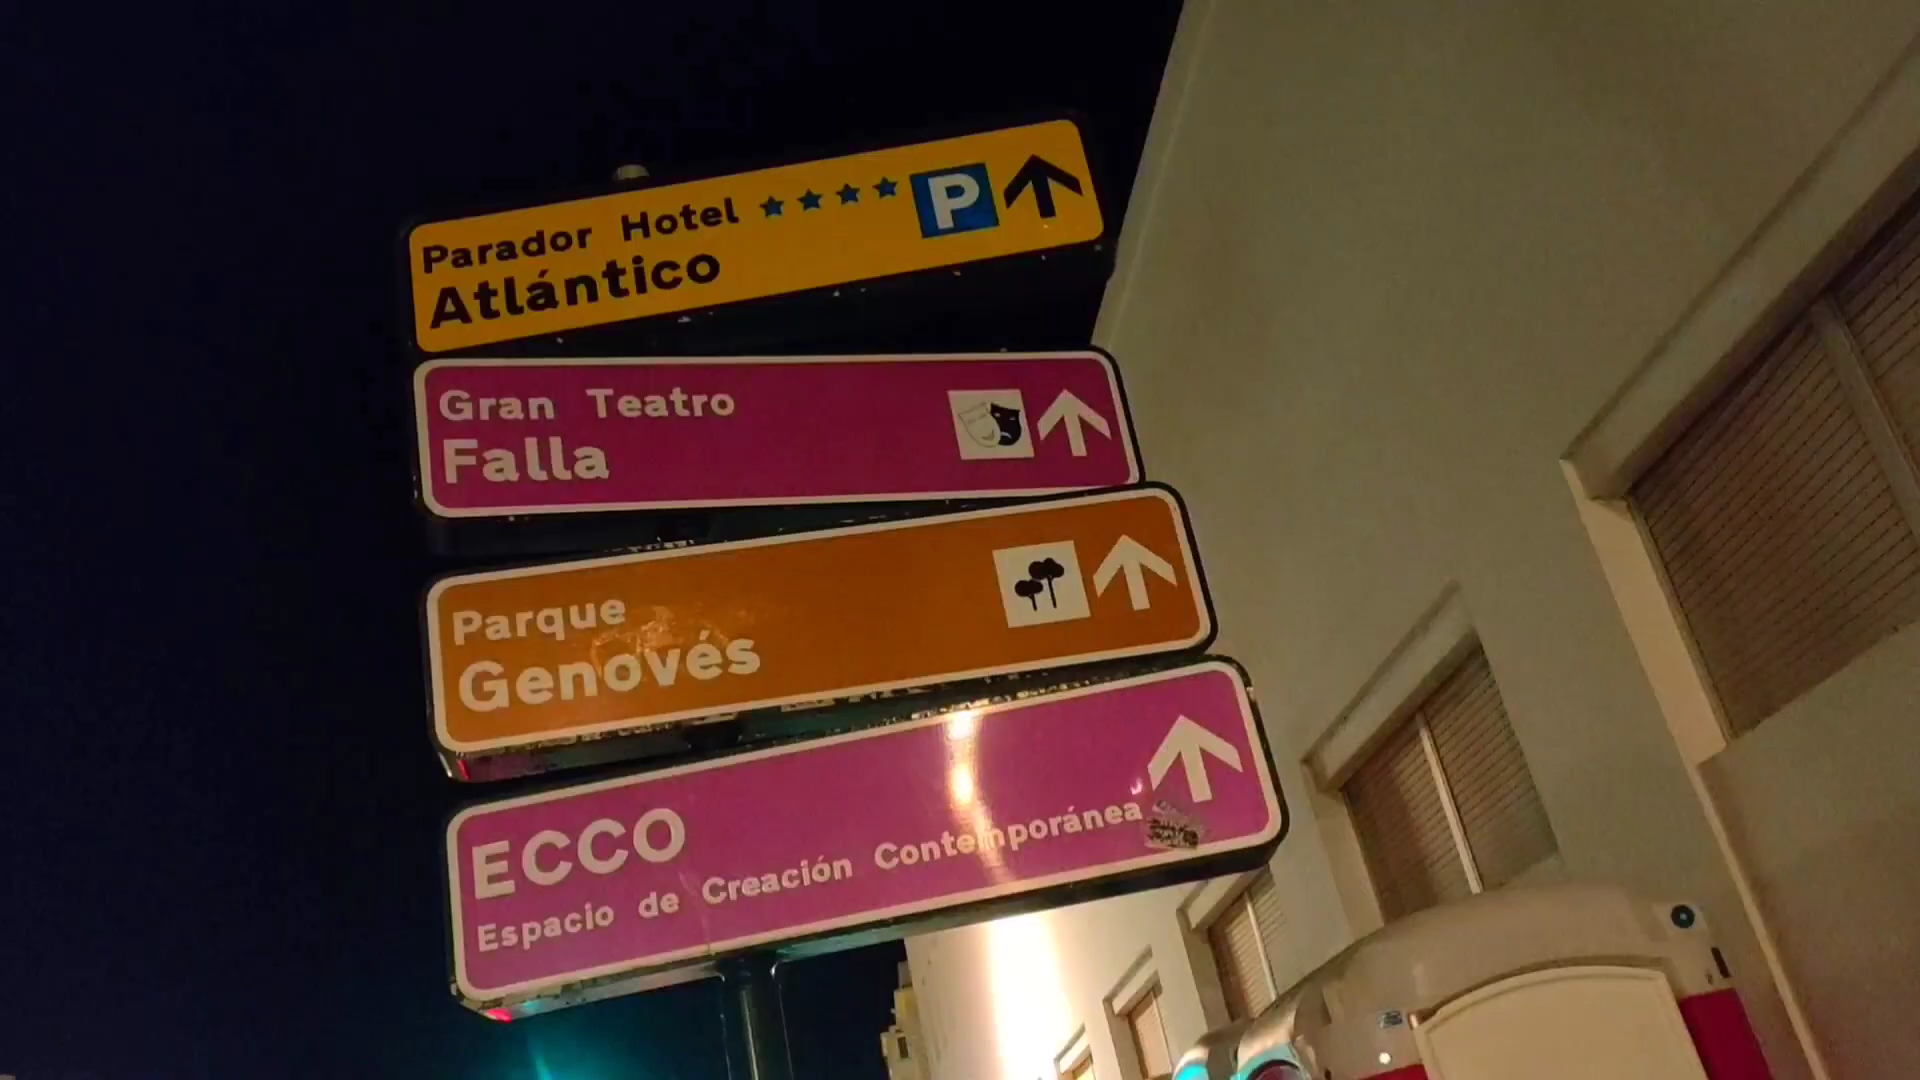 Parador Hotel ★★★★ P
Atlántico
Gran Teatro
Falla
Parque
Genovés
ECCO
Espacio de Creación Contemporánea